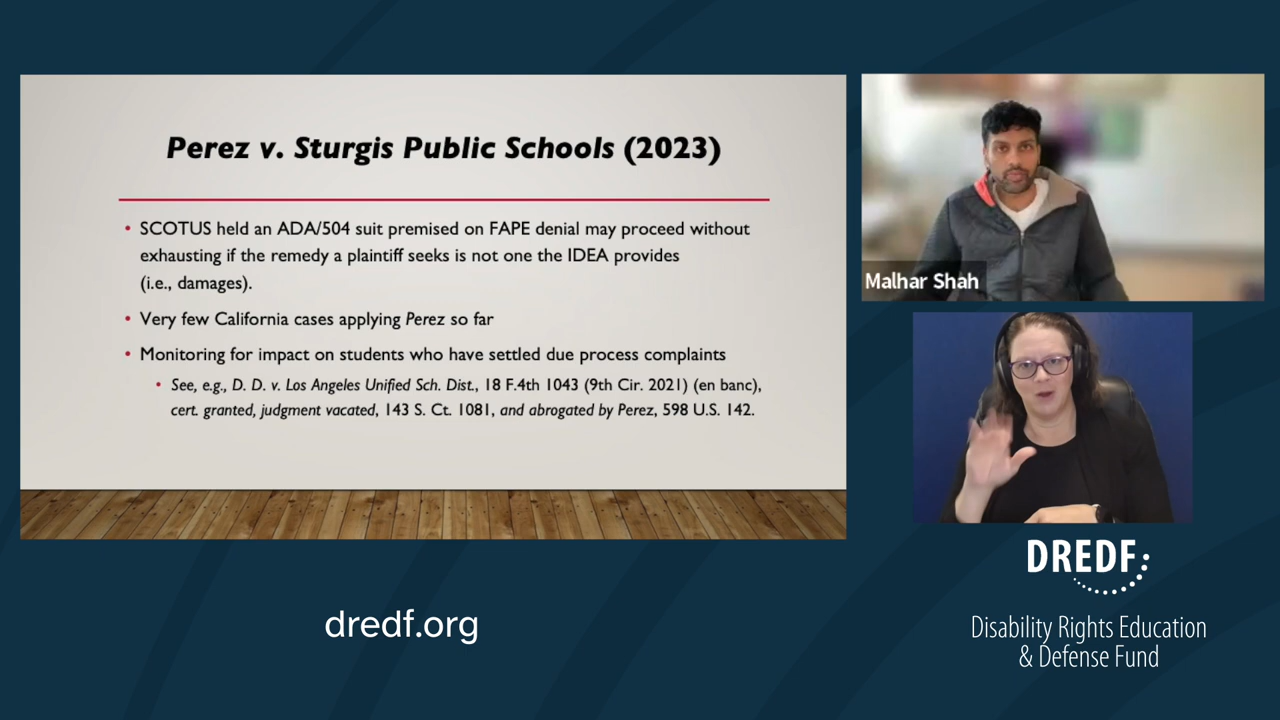 Perez v. Sturgis Public Schools (2023)
• SCOTUS held an ADA/504 suit premised on FAPE denial may proceed without
exhausting if the remedy a plaintiff seeks is not one the IDEA provides
(i.e., damages).
• Very few California cases applying Perez so far
• Monitoring for impact on students who have settled due process complaints
• See, e.g., D. D. v. Los Angeles Unified Sch. Dist., 18 F.4th 1043 (9th Cir. 2021) (en banc),
cert. granted, judgment vacated, 143 S. Ct. 1081, and abrogated by Perez, 598 U.S. 142.
Malhar Shah
dredf.org
DREDF
Disability Rights Education
& Defense Fund